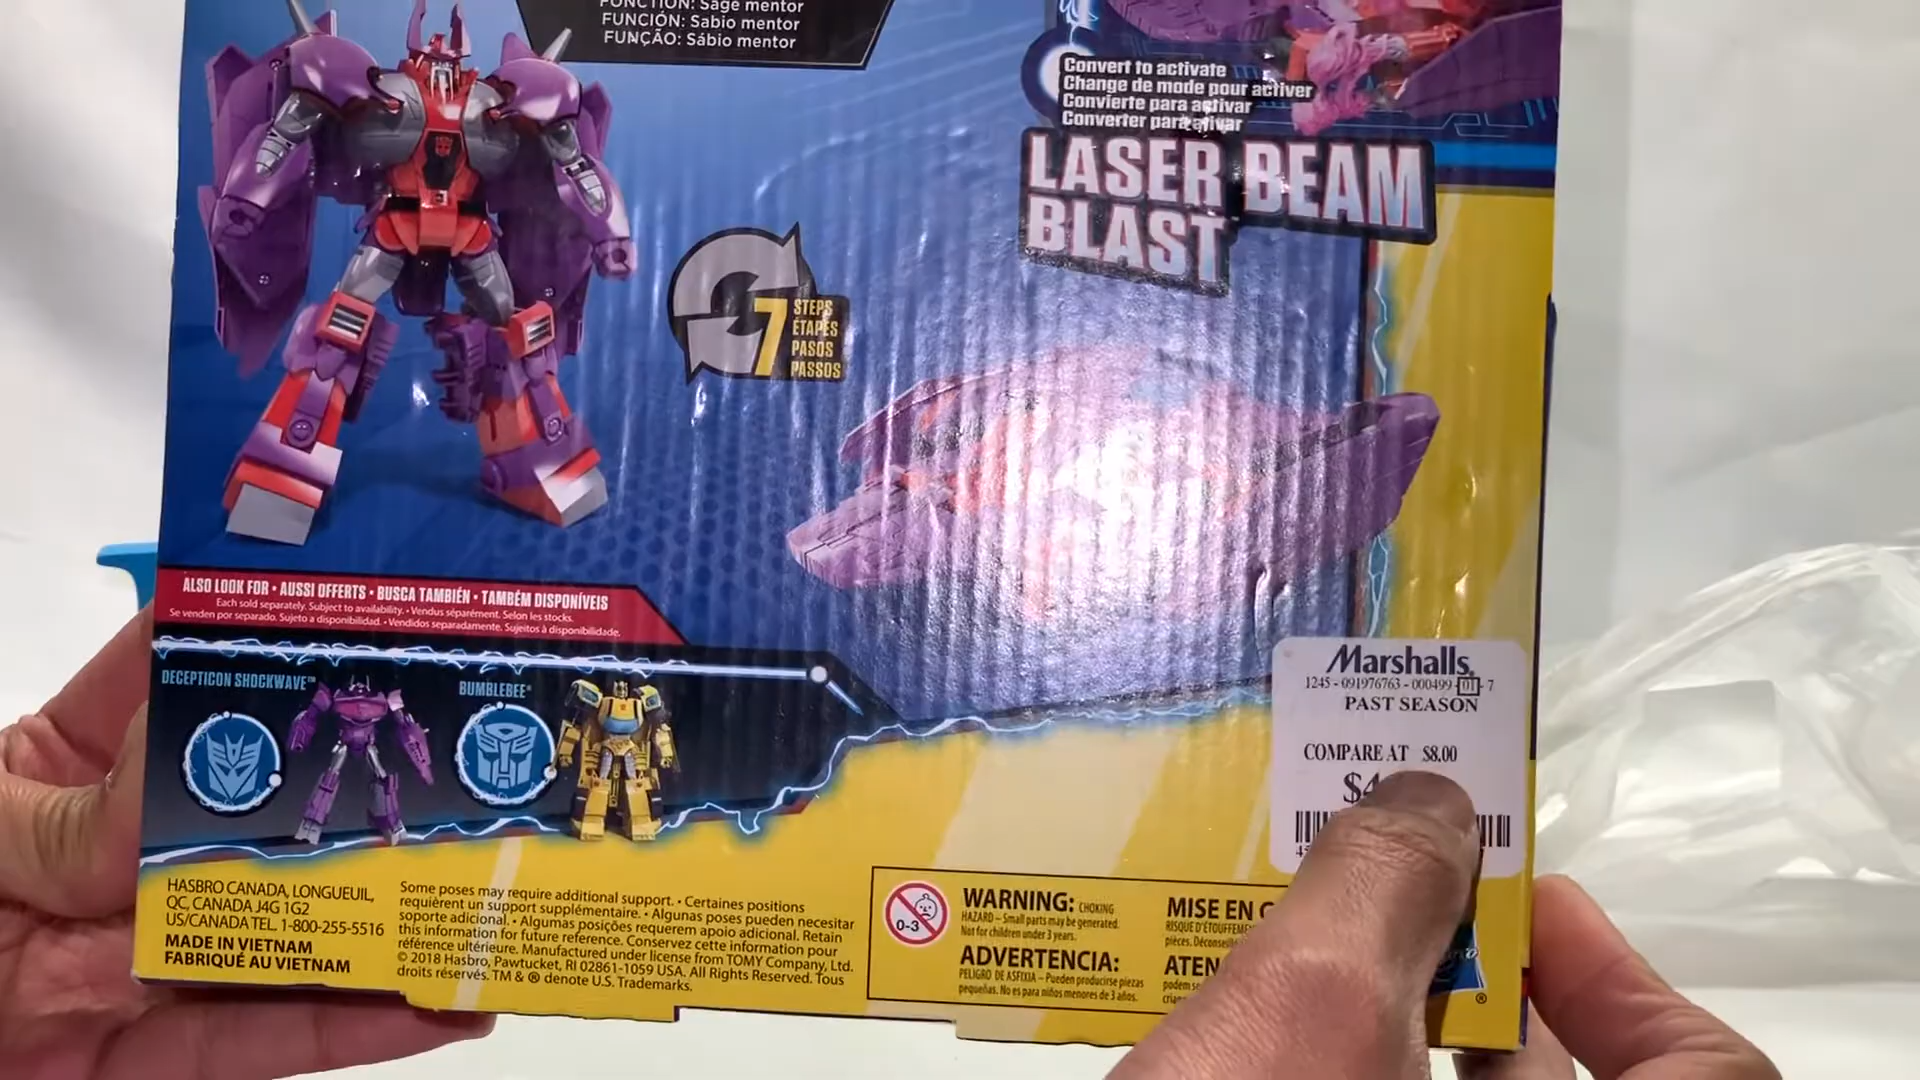 FUNCTION: Sage mentor
FUNCIÓN: Sabio mentor
FUNÇÃO: Sábio mentor
Convert to activate
Change de mode pour activer
Convierte para activar
Converter para ativar
LASER BEAM
BLAST
7
STEPS
ÉTAPES
PASOS
PASSOS
ALSO LOOK FOR • AUSSI OFFERTS • BUSCA TAMBIÉN • TAMBÉM DISPONÍVEIS
Each sold separately. Subject to availability. • Vendus séparément. Selon les stocks.
Se venden por separado. Sujeto a disponibilidad. • Vendidos separadamente. Sujeitos à disponibilidade.
DECEPTICON SHOCKWAVE™
BUMBLEBEE®
Marshalls
1245 - 091976763 - 000499 - 01 - 7
PAST SEASON
COMPARE AT $8.00
$4
HASBRO CANADA, LONGUEUIL,
QC, CANADA J4G 1G2
US/CANADA TEL. 1-800-255-5516
MADE IN VIETNAM
FABRIQUÉ AU VIETNAM
Some poses may require additional support. • Certaines positions
requièrent un support supplémentaire. • Algunas poses pueden necesitar
soporte adicional. • Algumas posições requerem apoio adicional. Retain
this information for future reference. Conservez cette information pour
référence ultérieure. Manufactured under license from TOMY Company, Ltd.
© 2018 Hasbro, Pawtucket, RI 02861-1059 USA. All Rights Reserved. Tous
droits réservés. TM & ® denote U.S. Trademarks.
0-3
WARNING: CHOKING
HAZARD – Small parts may be generated.
Not for children under 3 years.
ADVERTENCIA:
PELIGRO DE ASFIXIA – Pueden producirse piezas
pequeñas. No es para niños menores de 3 años.
MISE EN
RISQUE D'ÉTOUFFEM
pièces. Déconseil
ATEN
podem se
®